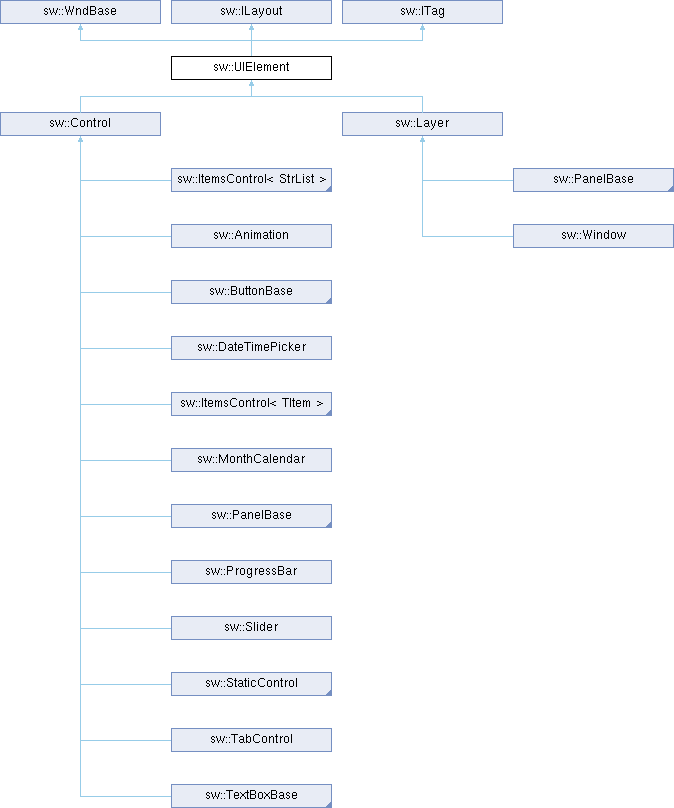 sw::WndBase
sw::ILayout
sw::ITag
sw::UIElement
sw::Control
sw::Layer
sw::ItemsControl< StrList >
sw::PanelBase
sw::Animation
sw::Window
sw::ButtonBase
sw::DateTimePicker
sw::ItemsControl< TItem >
sw::MonthCalendar
sw::PanelBase
sw::ProgressBar
sw::Slider
sw::StaticControl
sw::TabControl
sw::TextBoxBase